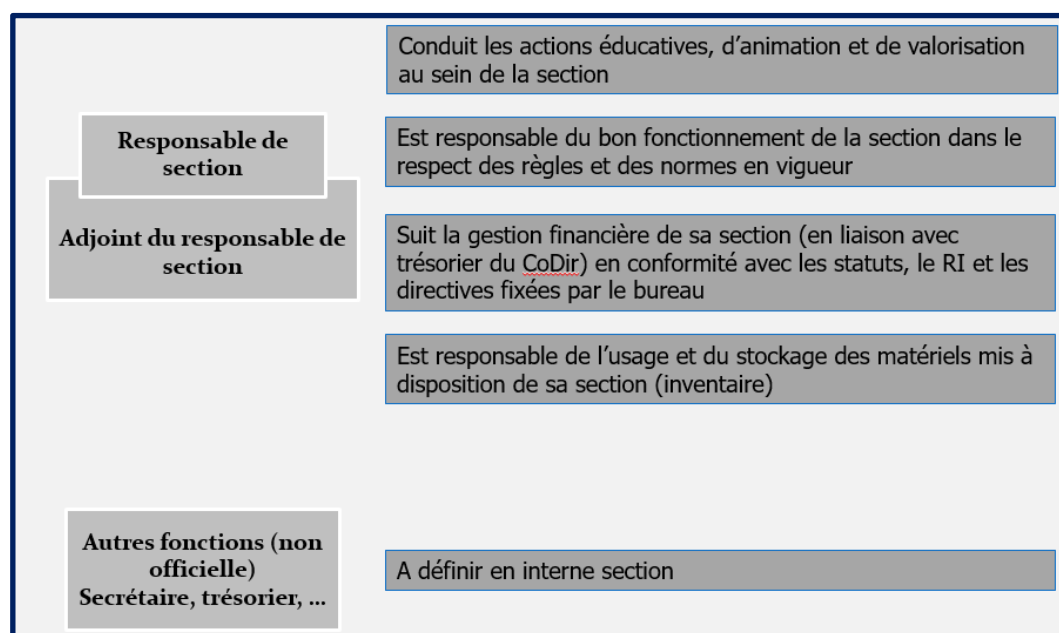 Conduit les actions éducatives, d’animation et de valorisation
au sein de la section
Responsable de
section
Est responsable du bon fonctionnement de la section dans le
respect des règles et des normes en vigueur
Adjoint du responsable de
section
Suit la gestion financière de sa section (en liaison avec
trésorier du CoDir) en conformité avec les statuts, le RI et les
directives fixées par le bureau
Est responsable de l’usage et du stockage des matériels mis à
disposition de sa section (inventaire)
Autres fonctions (non
officielle)
Secrétaire, trésorier, ...
A définir en interne section